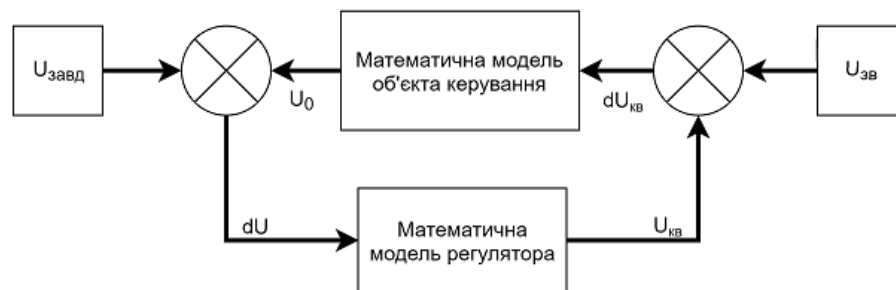 Uзавд
Математична модель
об'єкта керування
Uзв
U0
dUкв
dU
Математична
модель регулятора
Uкв